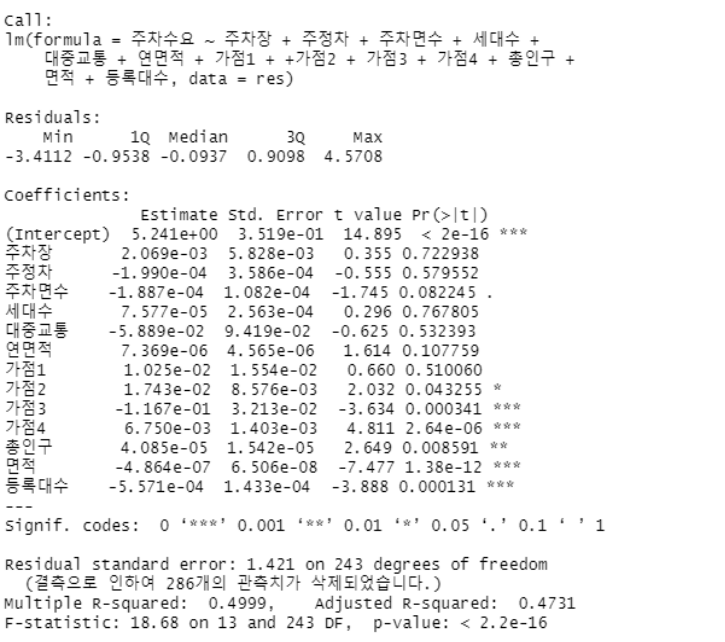 Call:
lm(formula = 주차수요 ~ 주차장 + 주정차 + 주차면수 + 세대수 +
대중교통 + 연면적 + 가점1 + +가점2 + 가점3 + 가점4 + 총인구 +
면적 + 등록대수, data = res)
Residuals:
Min 1Q Median 3Q Max
-3.4112 -0.9538 -0.0937 0.9098 4.5708
Coefficients:
Estimate Std. Error t value Pr(>|t|)
(Intercept) 5.241e+00 3.519e-01 14.895 < 2e-16 ***
주차장 2.069e-03 5.828e-03 0.355 0.722938
주정차 -1.990e-04 3.586e-04 -0.555 0.579552
주차면수 -1.887e-04 1.082e-04 -1.745 0.082245 .
세대수 7.577e-05 2.563e-04 0.296 0.767805
대중교통 -5.889e-02 9.419e-02 -0.625 0.532393
연면적 7.369e-06 4.565e-06 1.614 0.107759
가점1 1.025e-02 1.554e-02 0.660 0.510060
가점2 1.743e-02 8.576e-03 2.032 0.043255 *
가점3 -1.167e-01 3.213e-02 -3.634 0.000341 ***
가점4 6.750e-03 1.403e-03 4.811 2.64e-06 ***
총인구 4.085e-05 1.542e-05 2.649 0.008591 **
면적 -4.864e-07 6.506e-08 -7.477 1.38e-12 ***
등록대수 -5.571e-04 1.433e-04 -3.888 0.000131 ***
---
Signif. codes: 0 ‘***’ 0.001 ‘**’ 0.01 ‘*’ 0.05 ‘.’ 0.1 ‘ ’ 1
Residual standard error: 1.421 on 243 degrees of freedom
(결측으로 인하여 286개의 관측치가 삭제되었습니다.)
Multiple R-squared: 0.4999, Adjusted R-squared: 0.4731
F-statistic: 18.68 on 13 and 243 DF, p-value: < 2.2e-16